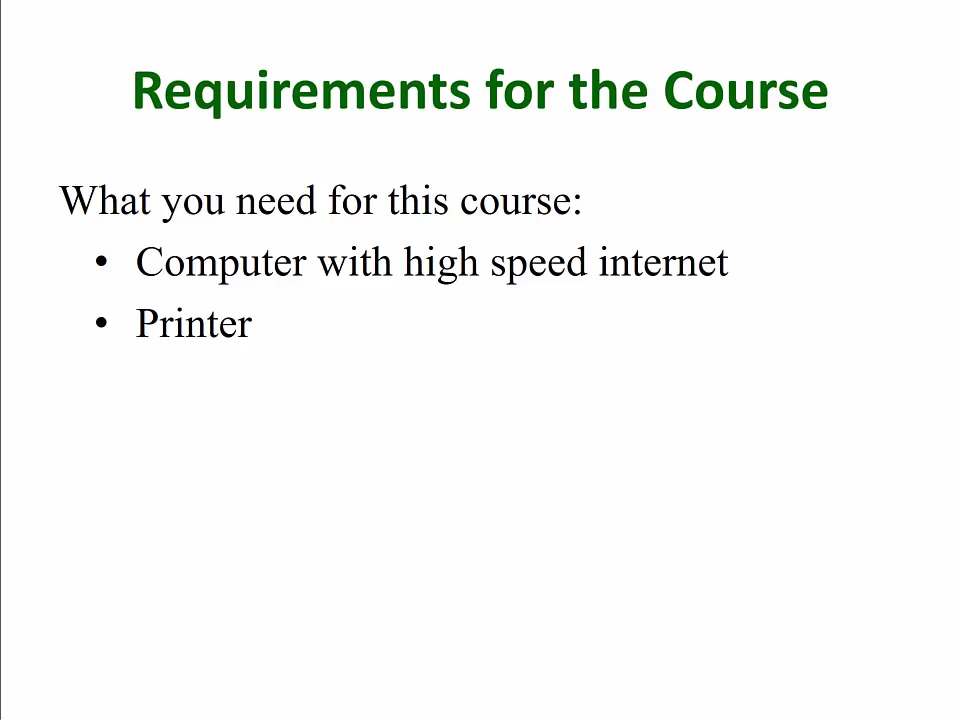 Requirements for the Course
What you need for this course:
• Computer with high speed internet
• Printer